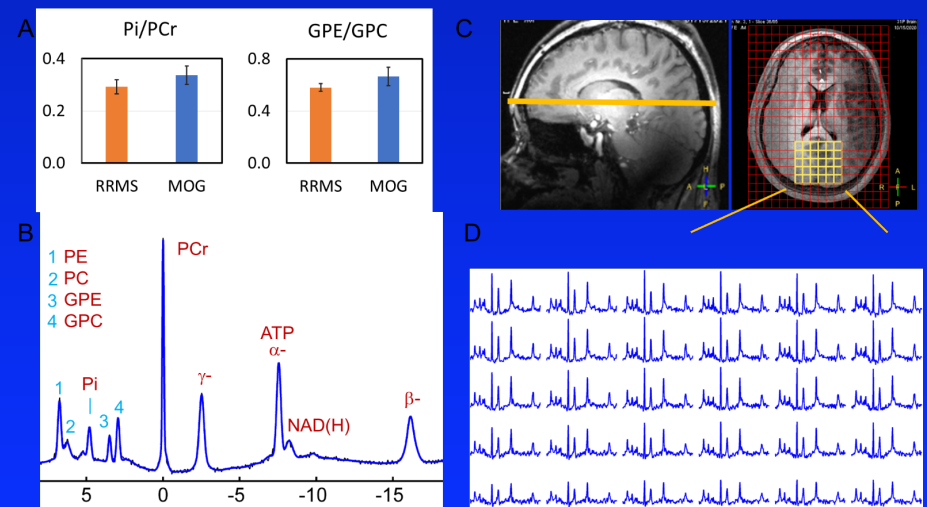 A
Pi/PCr
GPE/GPC
0.4
0.2
0.0
RRMS
MOG
0.8
0.4
0.0
RRMS
MOG
C
H
A
P
F
A
R
F
L
P
B
1 PE
2 PC
3 GPE
4 GPC
PCr
ATP
α-
γ-
β-
NAD(H)
Pi
1
2
3
4
5
0
-5
-10
-15
D